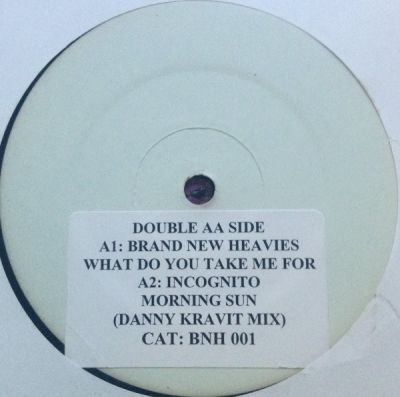 DOUBLE AA SIDE
A1: BRAND NEW HEAVIES
WHAT DO YOU TAKE ME FOR
A2: INCOGNITO
MORNING SUN
(DANNY KRAVIT MIX)
CAT: BNH 001